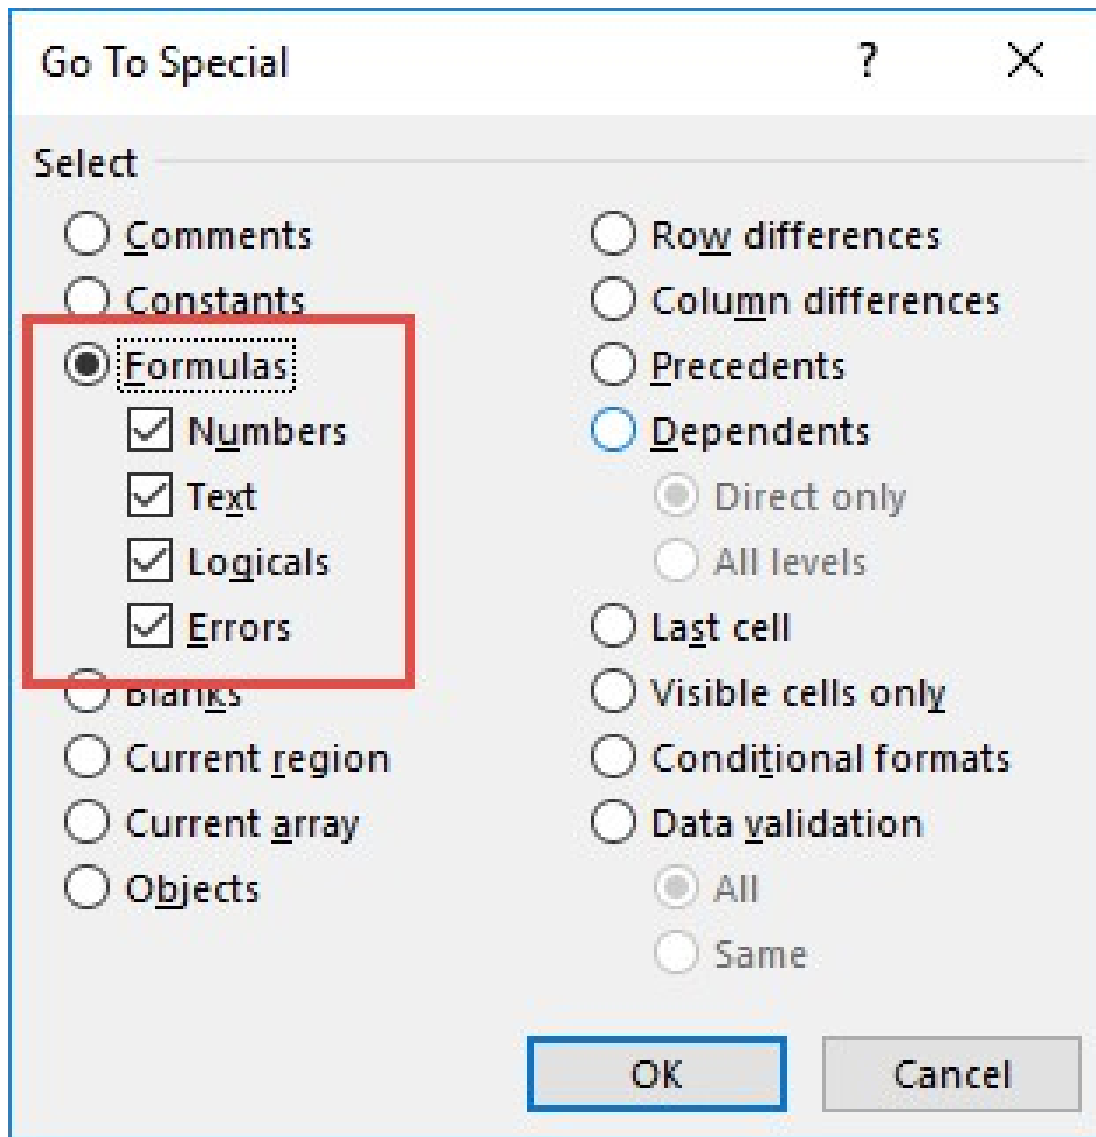 Go To Special ?
Select
Comments
Constants
Formulas
Numbers
Text
Logicals
Errors
Blanks
Current region
Current array
Objects
Row differences
Column differences
Precedents
Dependents
Direct only
All levels
Last cell
Visible cells only
Conditional formats
Data validation
All
Same
OK
Cancel